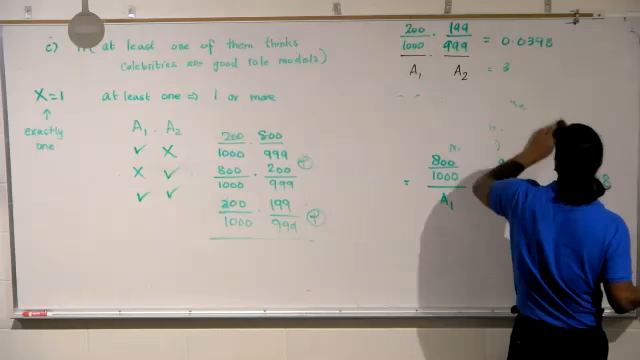 c) at least one of them thinks
celebrities are good role models)
X = 1 at least one ⇒ 1 or more
↑
exactly
one
A₁ A₂
✓ ✗ 200/1000 · 800/999 +
✗ ✓ 800/1000 · 200/999
✓ ✓ 200/1000 · 199/999 +
200/1000 · 199/999 = 0.0398
A₁ A₂ = 3
= 800/1000
A₁
8